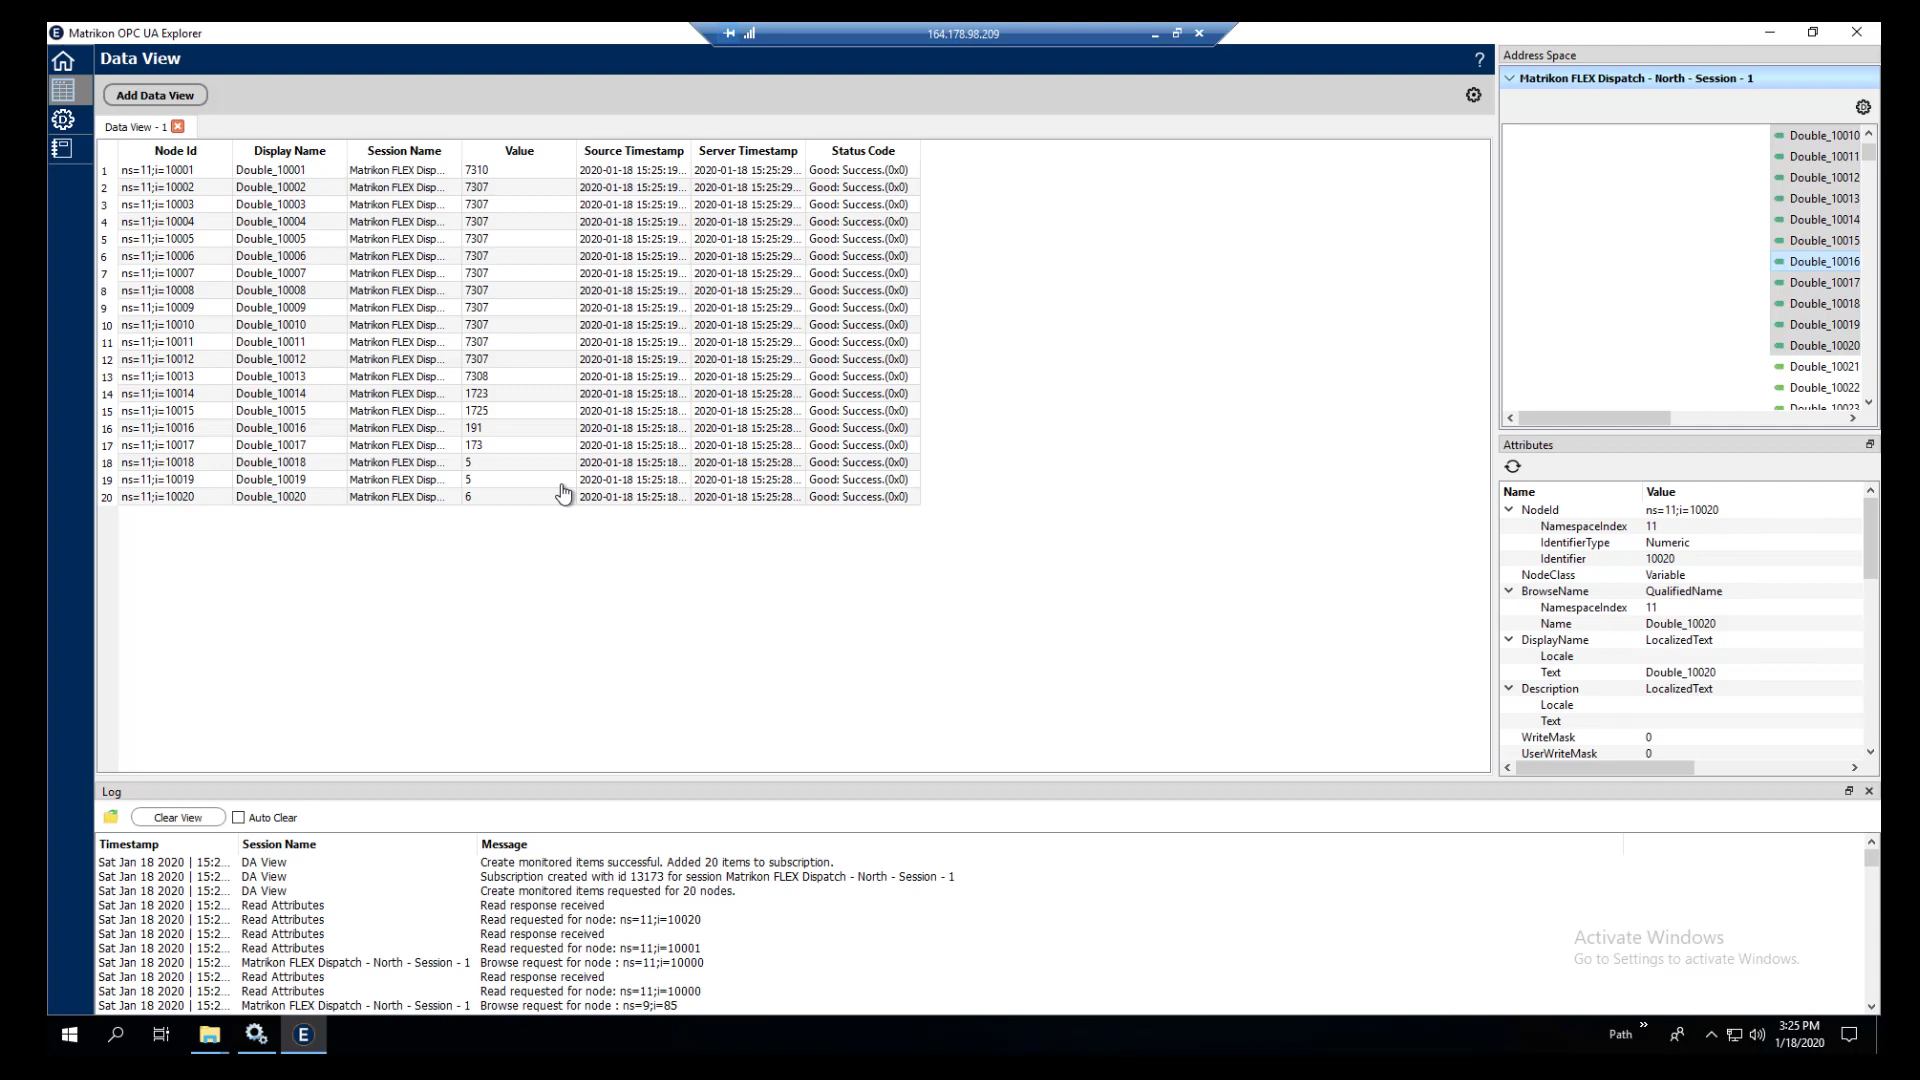 Matrikon OPC UA Explorer
164.178.98.209
Data View
?
Add Data View
Data View - 1
Node Id Display Name Session Name Value Source Timestamp Server Timestamp Status Code
1 ns=11;i=10001 Double_10001 Matrikon FLEX Disp... 7310 2020-01-18 15:25:19... 2020-01-18 15:25:29... Good: Success.(0x0)
2 ns=11;i=10002 Double_10002 Matrikon FLEX Disp... 7307 2020-01-18 15:25:19... 2020-01-18 15:25:29... Good: Success.(0x0)
3 ns=11;i=10003 Double_10003 Matrikon FLEX Disp... 7307 2020-01-18 15:25:19... 2020-01-18 15:25:29... Good: Success.(0x0)
4 ns=11;i=10004 Double_10004 Matrikon FLEX Disp... 7307 2020-01-18 15:25:19... 2020-01-18 15:25:29... Good: Success.(0x0)
5 ns=11;i=10005 Double_10005 Matrikon FLEX Disp... 7307 2020-01-18 15:25:19... 2020-01-18 15:25:29... Good: Success.(0x0)
6 ns=11;i=10006 Double_10006 Matrikon FLEX Disp... 7307 2020-01-18 15:25:19... 2020-01-18 15:25:29... Good: Success.(0x0)
7 ns=11;i=10007 Double_10007 Matrikon FLEX Disp... 7307 2020-01-18 15:25:19... 2020-01-18 15:25:29... Good: Success.(0x0)
8 ns=11;i=10008 Double_10008 Matrikon FLEX Disp... 7307 2020-01-18 15:25:19... 2020-01-18 15:25:29... Good: Success.(0x0)
9 ns=11;i=10009 Double_10009 Matrikon FLEX Disp... 7307 2020-01-18 15:25:19... 2020-01-18 15:25:29... Good: Success.(0x0)
10 ns=11;i=10010 Double_10010 Matrikon FLEX Disp... 7307 2020-01-18 15:25:19... 2020-01-18 15:25:29... Good: Success.(0x0)
11 ns=11;i=10011 Double_10011 Matrikon FLEX Disp... 7307 2020-01-18 15:25:19... 2020-01-18 15:25:29... Good: Success.(0x0)
12 ns=11;i=10012 Double_10012 Matrikon FLEX Disp... 7307 2020-01-18 15:25:19... 2020-01-18 15:25:29... Good: Success.(0x0)
13 ns=11;i=10013 Double_10013 Matrikon FLEX Disp... 7308 2020-01-18 15:25:19... 2020-01-18 15:25:29... Good: Success.(0x0)
14 ns=11;i=10014 Double_10014 Matrikon FLEX Disp... 1723 2020-01-18 15:25:18... 2020-01-18 15:25:28... Good: Success.(0x0)
15 ns=11;i=10015 Double_10015 Matrikon FLEX Disp... 1725 2020-01-18 15:25:18... 2020-01-18 15:25:28... Good: Success.(0x0)
16 ns=11;i=10016 Double_10016 Matrikon FLEX Disp... 191 2020-01-18 15:25:18... 2020-01-18 15:25:28... Good: Success.(0x0)
17 ns=11;i=10017 Double_10017 Matrikon FLEX Disp... 173 2020-01-18 15:25:18... 2020-01-18 15:25:28... Good: Success.(0x0)
18 ns=11;i=10018 Double_10018 Matrikon FLEX Disp... 5 2020-01-18 15:25:18... 2020-01-18 15:25:28... Good: Success.(0x0)
19 ns=11;i=10019 Double_10019 Matrikon FLEX Disp... 5 2020-01-18 15:25:18... 2020-01-18 15:25:28... Good: Success.(0x0)
20 ns=11;i=10020 Double_10020 Matrikon FLEX Disp... 6 2020-01-18 15:25:18... 2020-01-18 15:25:28... Good: Success.(0x0)
Address Space
Matrikon FLEX Dispatch - North - Session - 1
Double_10010
Double_10011
Double_10012
Double_10013
Double_10014
Double_10015
Double_10016
Double_10017
Double_10018
Double_10019
Double_10020
Double_10021
Double_10022
Double_10023
Attributes
Name Value
NodeId ns=11;i=10020
NamespaceIndex 11
IdentifierType Numeric
Identifier 10020
NodeClass Variable
BrowseName QualifiedName
NamespaceIndex 11
Name Double_10020
DisplayName LocalizedText
Locale
Text Double_10020
Description LocalizedText
Locale
Text
WriteMask 0
UserWriteMask 0
Log
Clear View Auto Clear
Timestamp Session Name Message
Sat Jan 18 2020 | 15:2... DA View Create monitored items successful. Added 20 items to subscription.
Sat Jan 18 2020 | 15:2... DA View Subscription created with id 13173 for session Matrikon FLEX Dispatch - North - Session - 1
Sat Jan 18 2020 | 15:2... DA View Create monitored items requested for 20 nodes.
Sat Jan 18 2020 | 15:2... Read Attributes Read response received
Sat Jan 18 2020 | 15:2... Read Attributes Read requested for node: ns=11;i=10020
Sat Jan 18 2020 | 15:2... Read Attributes Read response received
Sat Jan 18 2020 | 15:2... Read Attributes Read requested for node: ns=11;i=10001
Sat Jan 18 2020 | 15:2... Matrikon FLEX Dispatch - North - Session - 1 Browse request for node : ns=11;i=10000
Sat Jan 18 2020 | 15:2... Read Attributes Read response received
Sat Jan 18 2020 | 15:2... Read Attributes Read requested for node: ns=11;i=10000
Sat Jan 18 2020 | 15:2... Matrikon FLEX Dispatch - North - Session - 1 Browse request for node : ns=9;i=85
Activate Windows
Go to Settings to activate Windows.
E
Path
3:25 PM
1/18/2020